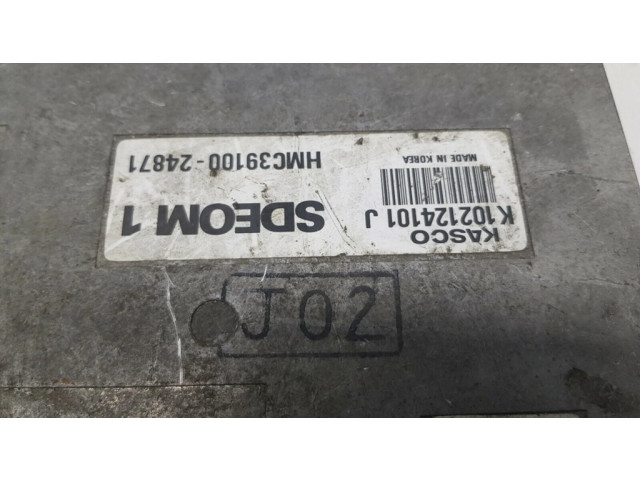 KASCO
K102124101 J
MADE IN KOREA
SDEOM 1
HMC39100-24871
J02